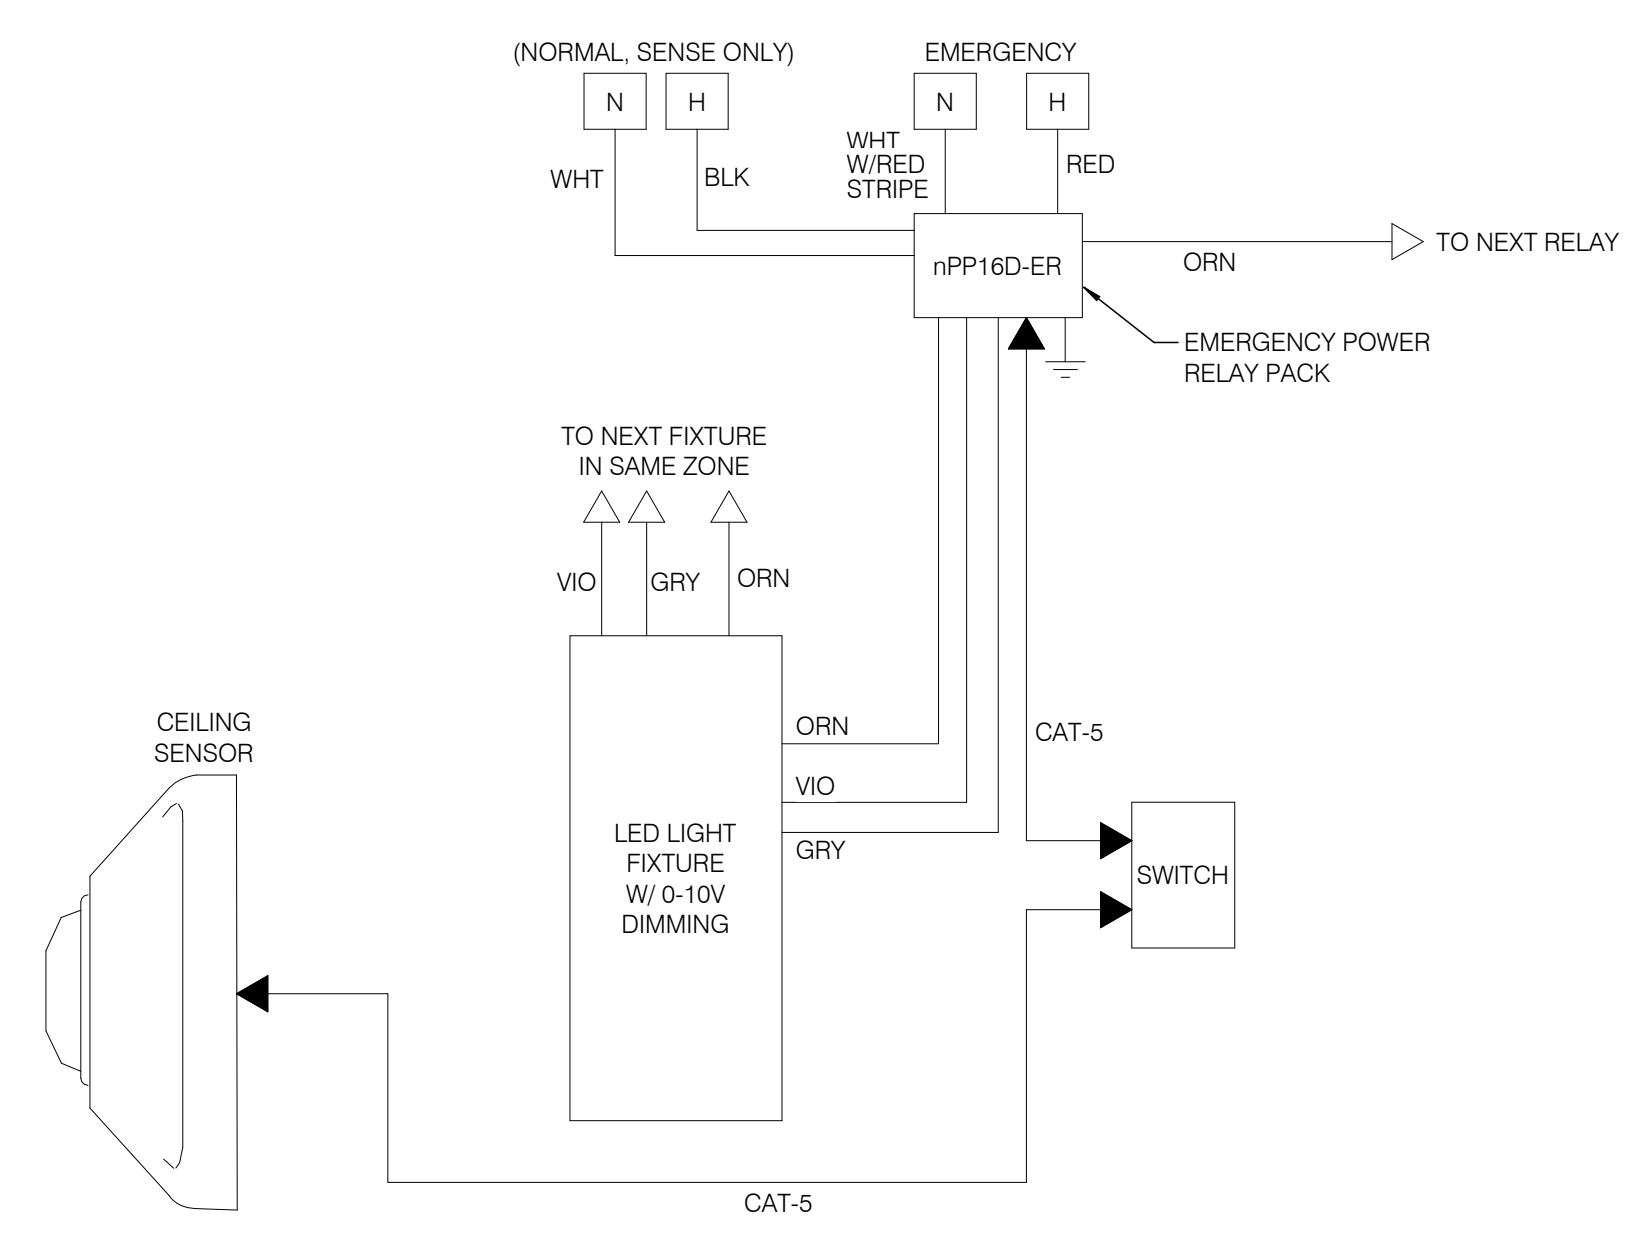 (NORMAL, SENSE ONLY)
EMERGENCY
N
H
N
H
WHT
BLK
WHT
W/RED
STRIPE
RED
nPP16D-ER
ORN
TO NEXT RELAY
EMERGENCY POWER
RELAY PACK
TO NEXT FIXTURE
IN SAME ZONE
VIO
GRY
ORN
CEILING
SENSOR
ORN
VIO
GRY
CAT-5
LED LIGHT
FIXTURE
W/ 0-10V
DIMMING
SWITCH
CAT-5